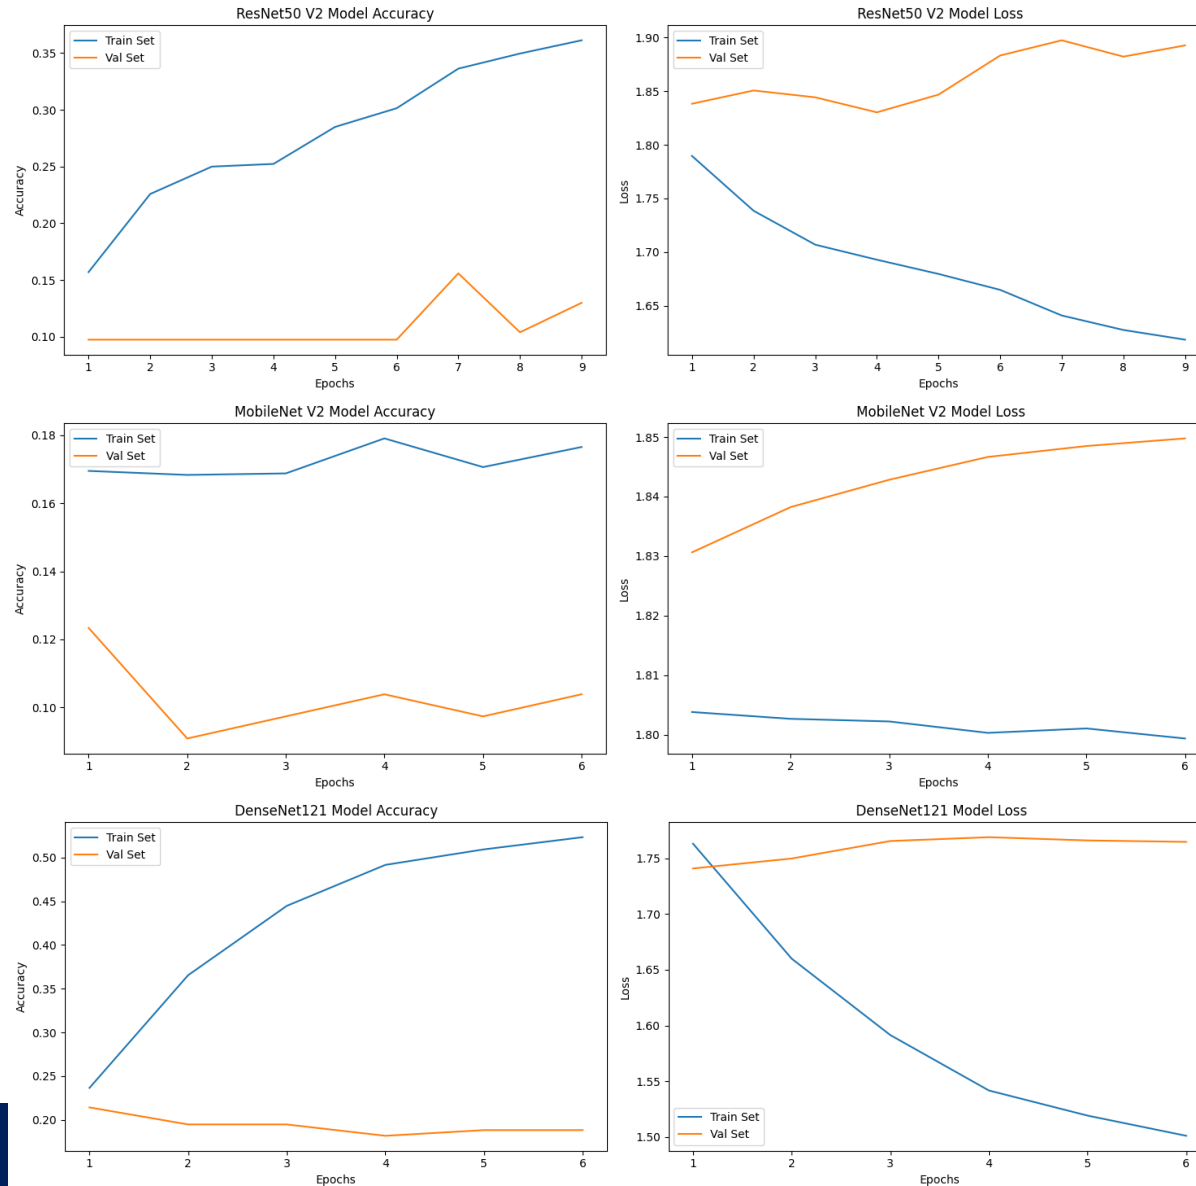 ResNet50 V2 Model Accuracy
Train Set
Val Set
0.35
0.30
0.25
0.20
0.15
0.10
Accuracy
1 2 3 4 5 6 7 8 9
Epochs
ResNet50 V2 Model Loss
Train Set
Val Set
1.90
1.85
1.80
1.75
1.70
1.65
Loss
1 2 3 4 5 6 7 8 9
Epochs
MobileNet V2 Model Accuracy
Train Set
Val Set
0.18
0.16
0.14
0.12
0.10
Accuracy
1 2 3 4 5 6
Epochs
MobileNet V2 Model Loss
Train Set
Val Set
1.85
1.84
1.83
1.82
1.81
1.80
Loss
1 2 3 4 5 6
Epochs
DenseNet121 Model Accuracy
Train Set
Val Set
0.50
0.45
0.40
0.35
0.30
0.25
0.20
Accuracy
1 2 3 4 5 6
Epochs
DenseNet121 Model Loss
1.75
1.70
1.65
1.60
1.55
1.50
Loss
Train Set
Val Set
1 2 3 4 5 6
Epochs